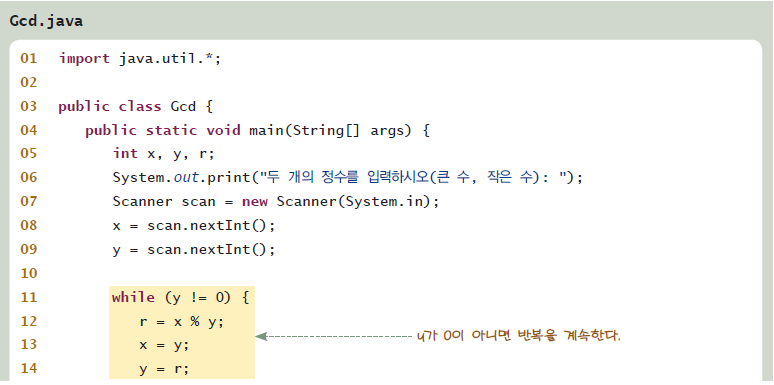 Gcd.java
01 import java.util.*;
02
03 public class Gcd {
04 public static void main(String[] args) {
05 int x, y, r;
06 System.out.print("두 개의 정수를 입력하시오(큰 수, 작은 수): ");
07 Scanner scan = new Scanner(System.in);
08 x = scan.nextInt();
09 y = scan.nextInt();
10
11 while (y != 0) {
12 r = x % y;
13 x = y;
y가 0이 아니면 반복을 계속한다.
14 y = r;